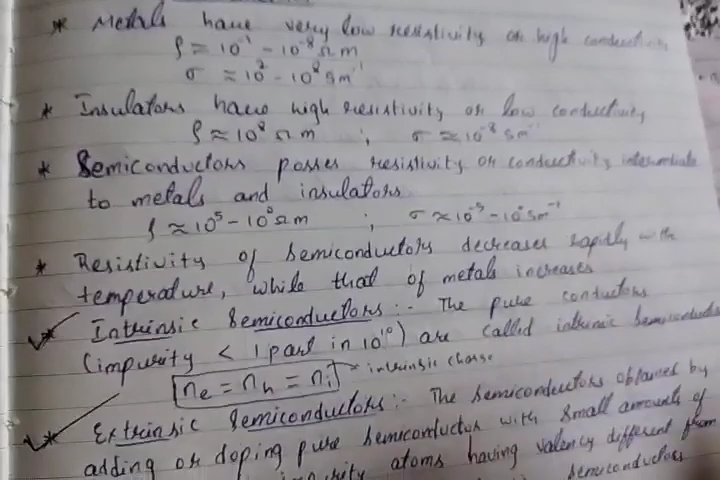 * Metals have very low resistivity or high conductivity
ρ ≈ 10⁻¹ - 10⁻⁸ Ω m
σ ≈ 10² - 10⁸ Sm⁻¹
* Insulators have high resistivity or low conductivity
ρ ≈ 10⁸ Ω m ; σ ≈ 10⁻⁸ Sm⁻¹
* Semiconductors posses resistivity or conductivity intermediate
to metals and insulators
ρ ≈ 10⁵ - 10⁰ Ω m ; σ ≈ 10⁻⁵ - 10⁰ Sm⁻¹
* Resistivity of semiconductors decreases rapidly with
temperature, while that of metals increases
* Intrinsic Semiconductors :- The pure conductors
(impurity < 1 part in 10¹⁰) are called intrinsic Semiconductors
nₑ = nₕ = nᵢ intrinsic charge
* Extrinsic Semiconductors :- The Semiconductors obtained by
adding or doping pure semiconductor with small amounts of
impurity atoms having valency different from
semiconductors